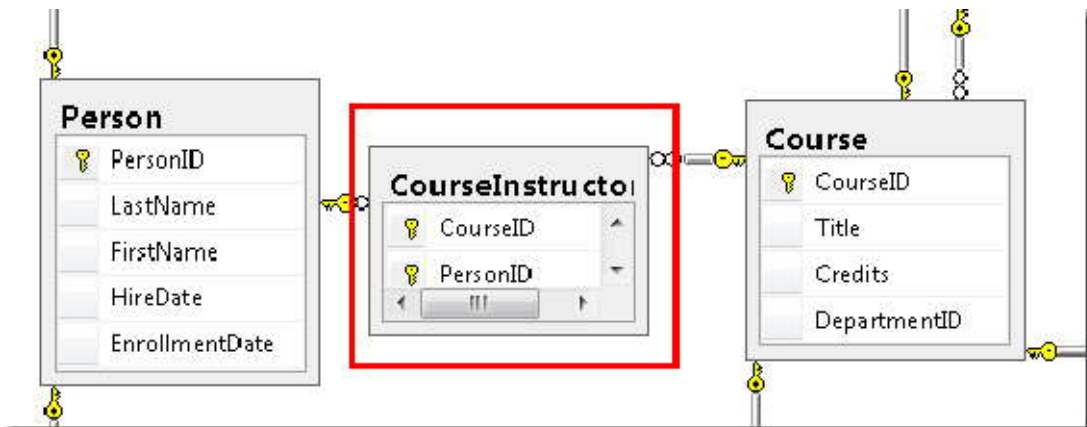 Person
PersonID
LastName
FirstName
HireDate
EnrollmentDate
CourseInstructo
CourseID
PersonID
Course
CourseID
Title
Credits
DepartmentID